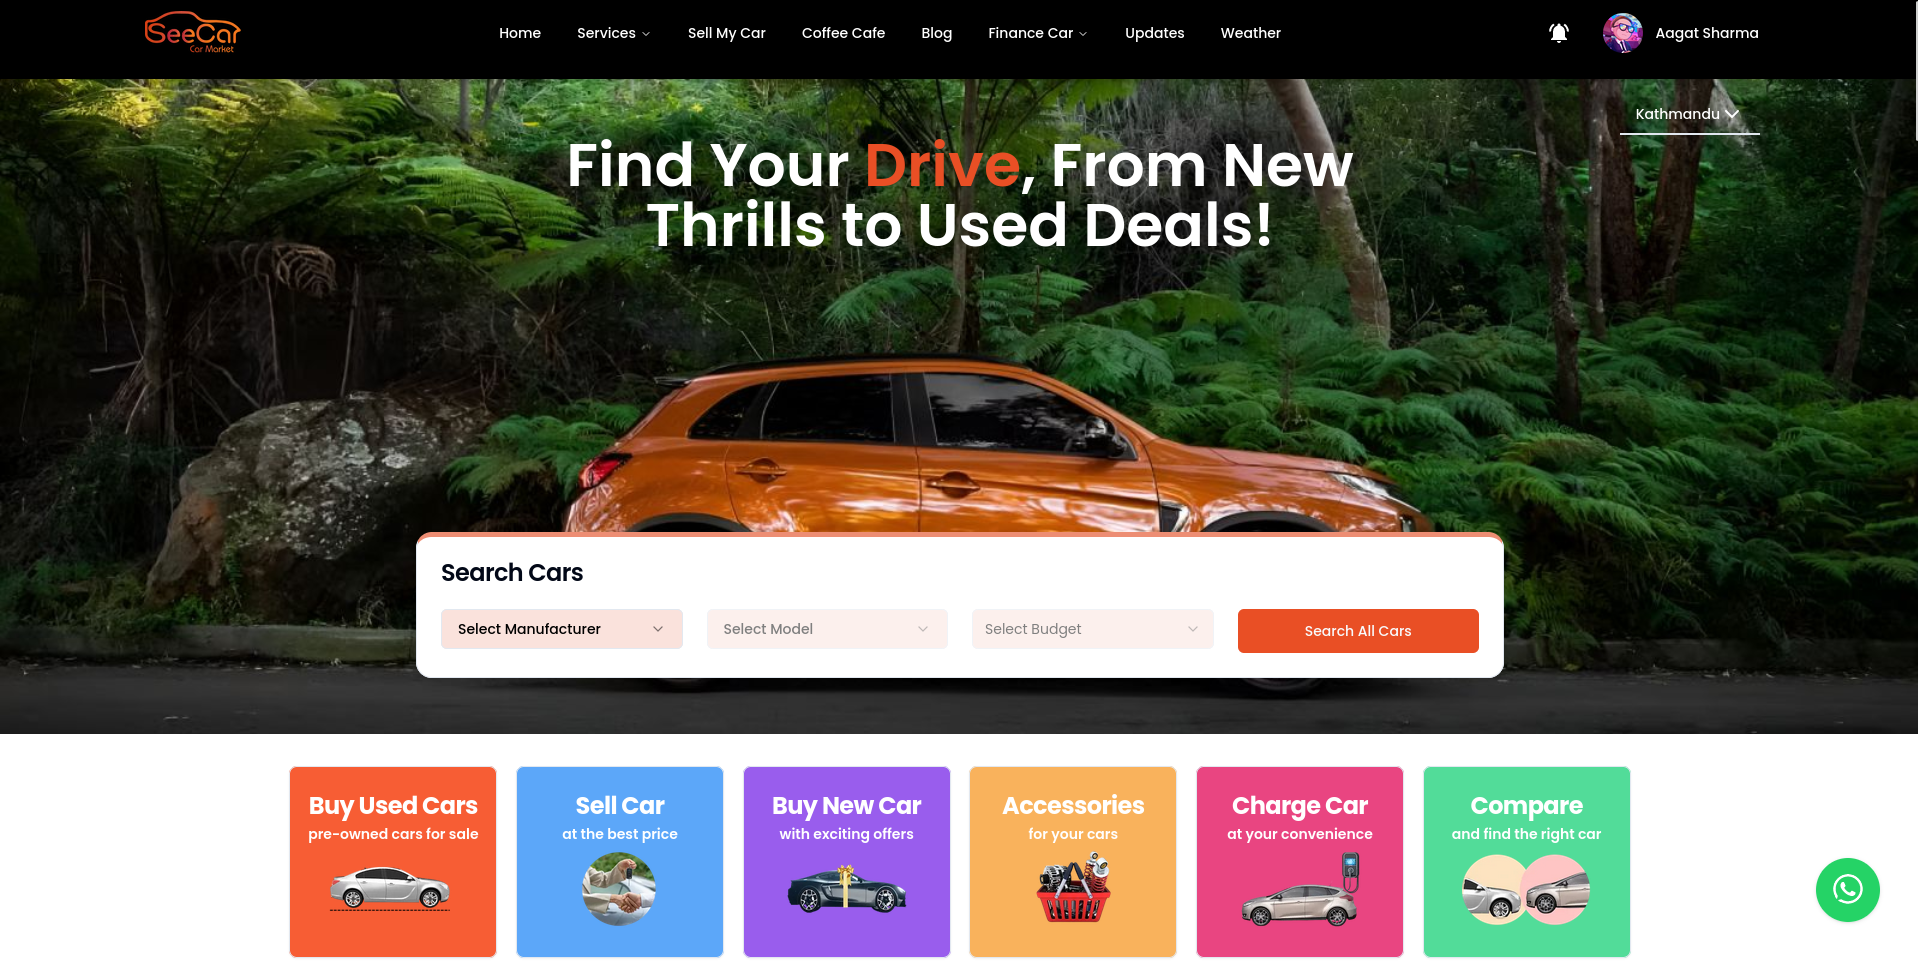 SeeCar
Car Market
Home
Services
Sell My Car
Coffee Cafe
Blog
Finance Car
Updates
Weather
Aagat Sharma
Kathmandu
Find Your Drive, From New
Thrills to Used Deals!
Search Cars
Select Manufacturer
Select Model
Select Budget
Search All Cars
Buy Used Cars
pre-owned cars for sale
Sell Car
at the best price
Buy New Car
with exciting offers
Accessories
for your cars
Charge Car
at your convenience
Compare
and find the right car